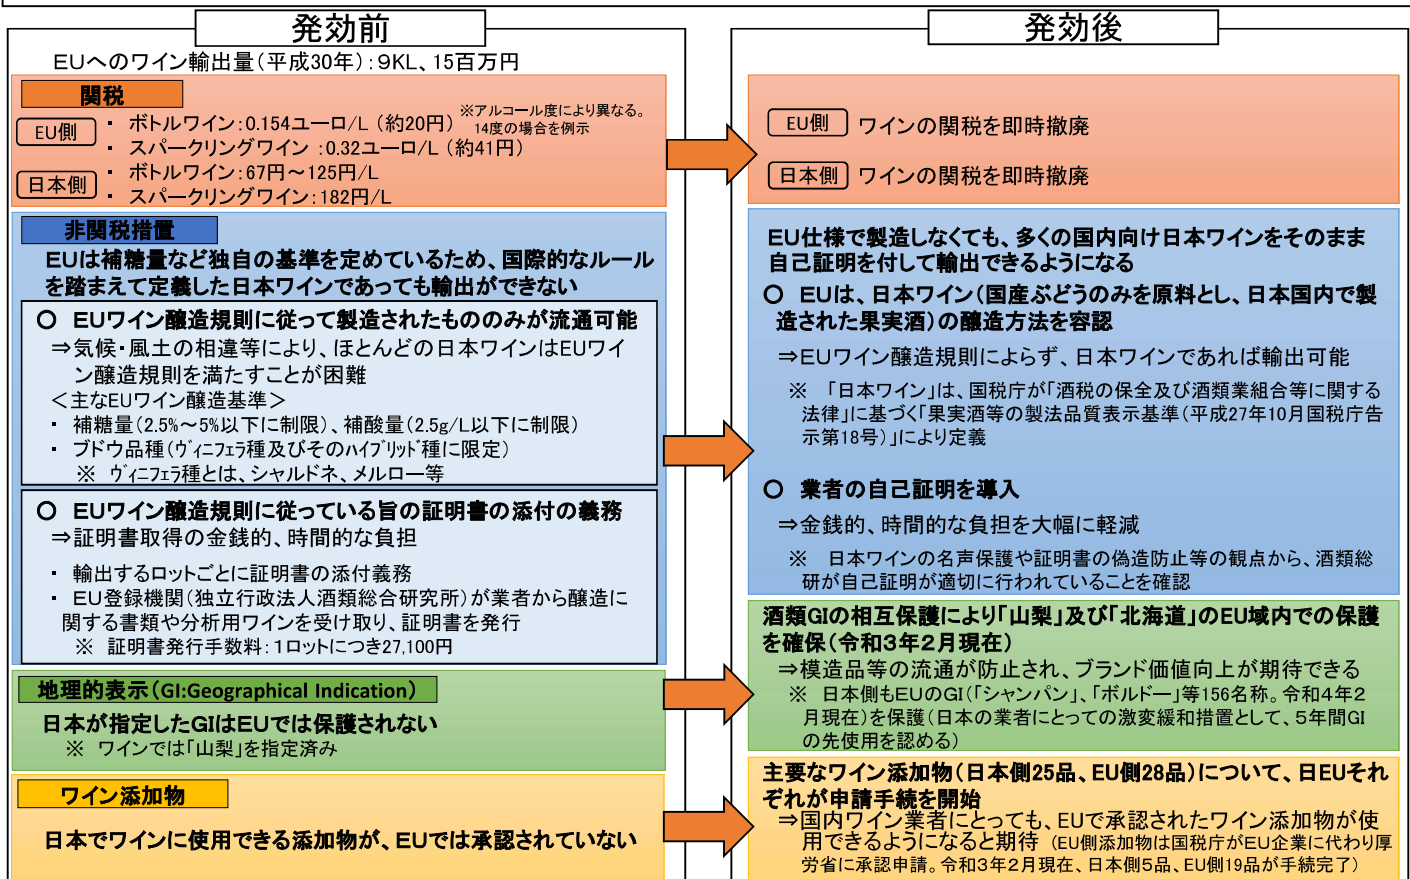 発効前
EUへのワイン輸出量(平成30年):9KL、15百万円
関税
EU側
・ ボトルワイン:0.154ユーロ/L (約20円)
※アルコール度により異なる。
14度の場合を例示
・ スパークリングワイン :0.32ユーロ/L (約41円)
日本側
・ ボトルワイン:67円~125円/L
・ スパークリングワイン:182円/L
非関税措置
EUは補糖量など独自の基準を定めているため、国際的なルール
を踏まえて定義した日本ワインであっても輸出ができない
○ EUワイン醸造規則に従って製造されたもののみが流通可能
⇒気候・風土の相違等により、ほとんどの日本ワインはEUワイ
ン醸造規則を満たすことが困難
<主なEUワイン醸造基準>
・ 補糖量(2.5%~5%以下に制限)、補酸量(2.5g/L以下に制限)
・ ブドウ品種(ヴィニフェラ種及びそのハイブリッド種に限定)
※ ヴィニフェラ種とは、シャルドネ、メルロー等
○ EUワイン醸造規則に従っている旨の証明書の添付の義務
⇒証明書取得の金銭的、時間的な負担
・ 輸出するロットごとに証明書の添付義務
・ EU登録機関(独立行政法人酒類総合研究所)が業者から醸造に
関する書類や分析用ワインを受け取り、証明書を発行
※ 証明書発行手数料:1ロットにつき27,100円
地理的表示(GI:Geographical Indication)
日本が指定したGIはEUでは保護されない
※ ワインでは「山梨」を指定済み
ワイン添加物
日本でワインに使用できる添加物が、EUでは承認されていない
発効後
EU側 ワインの関税を即時撤廃
日本側 ワインの関税を即時撤廃
EU仕様で製造しなくても、多くの国内向け日本ワインをそのまま
自己証明を付して輸出できるようになる
○ EUは、日本ワイン(国産ぶどうのみを原料とし、日本国内で製
造された果実酒)の醸造方法を容認
⇒EUワイン醸造規則によらず、日本ワインであれば輸出可能
※ 「日本ワイン」は、国税庁が「酒税の保全及び酒類業組合等に関する
法律」に基づく「果実酒等の製法品質表示基準(平成27年10月国税庁告
示第18号)」により定義
○ 業者の自己証明を導入
⇒金銭的、時間的な負担を大幅に軽減
※ 日本ワインの名声保護や証明書の偽造防止等の観点から、酒類総
研が自己証明が適切に行われていることを確認
酒類GIの相互保護により「山梨」及び「北海道」のEU域内での保護
を確保(令和3年2月現在)
⇒模造品等の流通が防止され、ブランド価値向上が期待できる
※ 日本側もEUのGI(「シャンパン」、「ボルドー」等156名称。令和4年2
月現在)を保護(日本の業者にとっての激変緩和措置として、5年間GI
の先使用を認める)
主要なワイン添加物(日本側25品、EU側28品)について、日EUそれ
ぞれが申請手続を開始
⇒国内ワイン業者にとっても、EUで承認されたワイン添加物が使
用できるようになると期待 (EU側添加物は国税庁がEU企業に代わり厚
労省に承認申請。令和3年2月現在、日本側5品、EU側19品が手続完了)